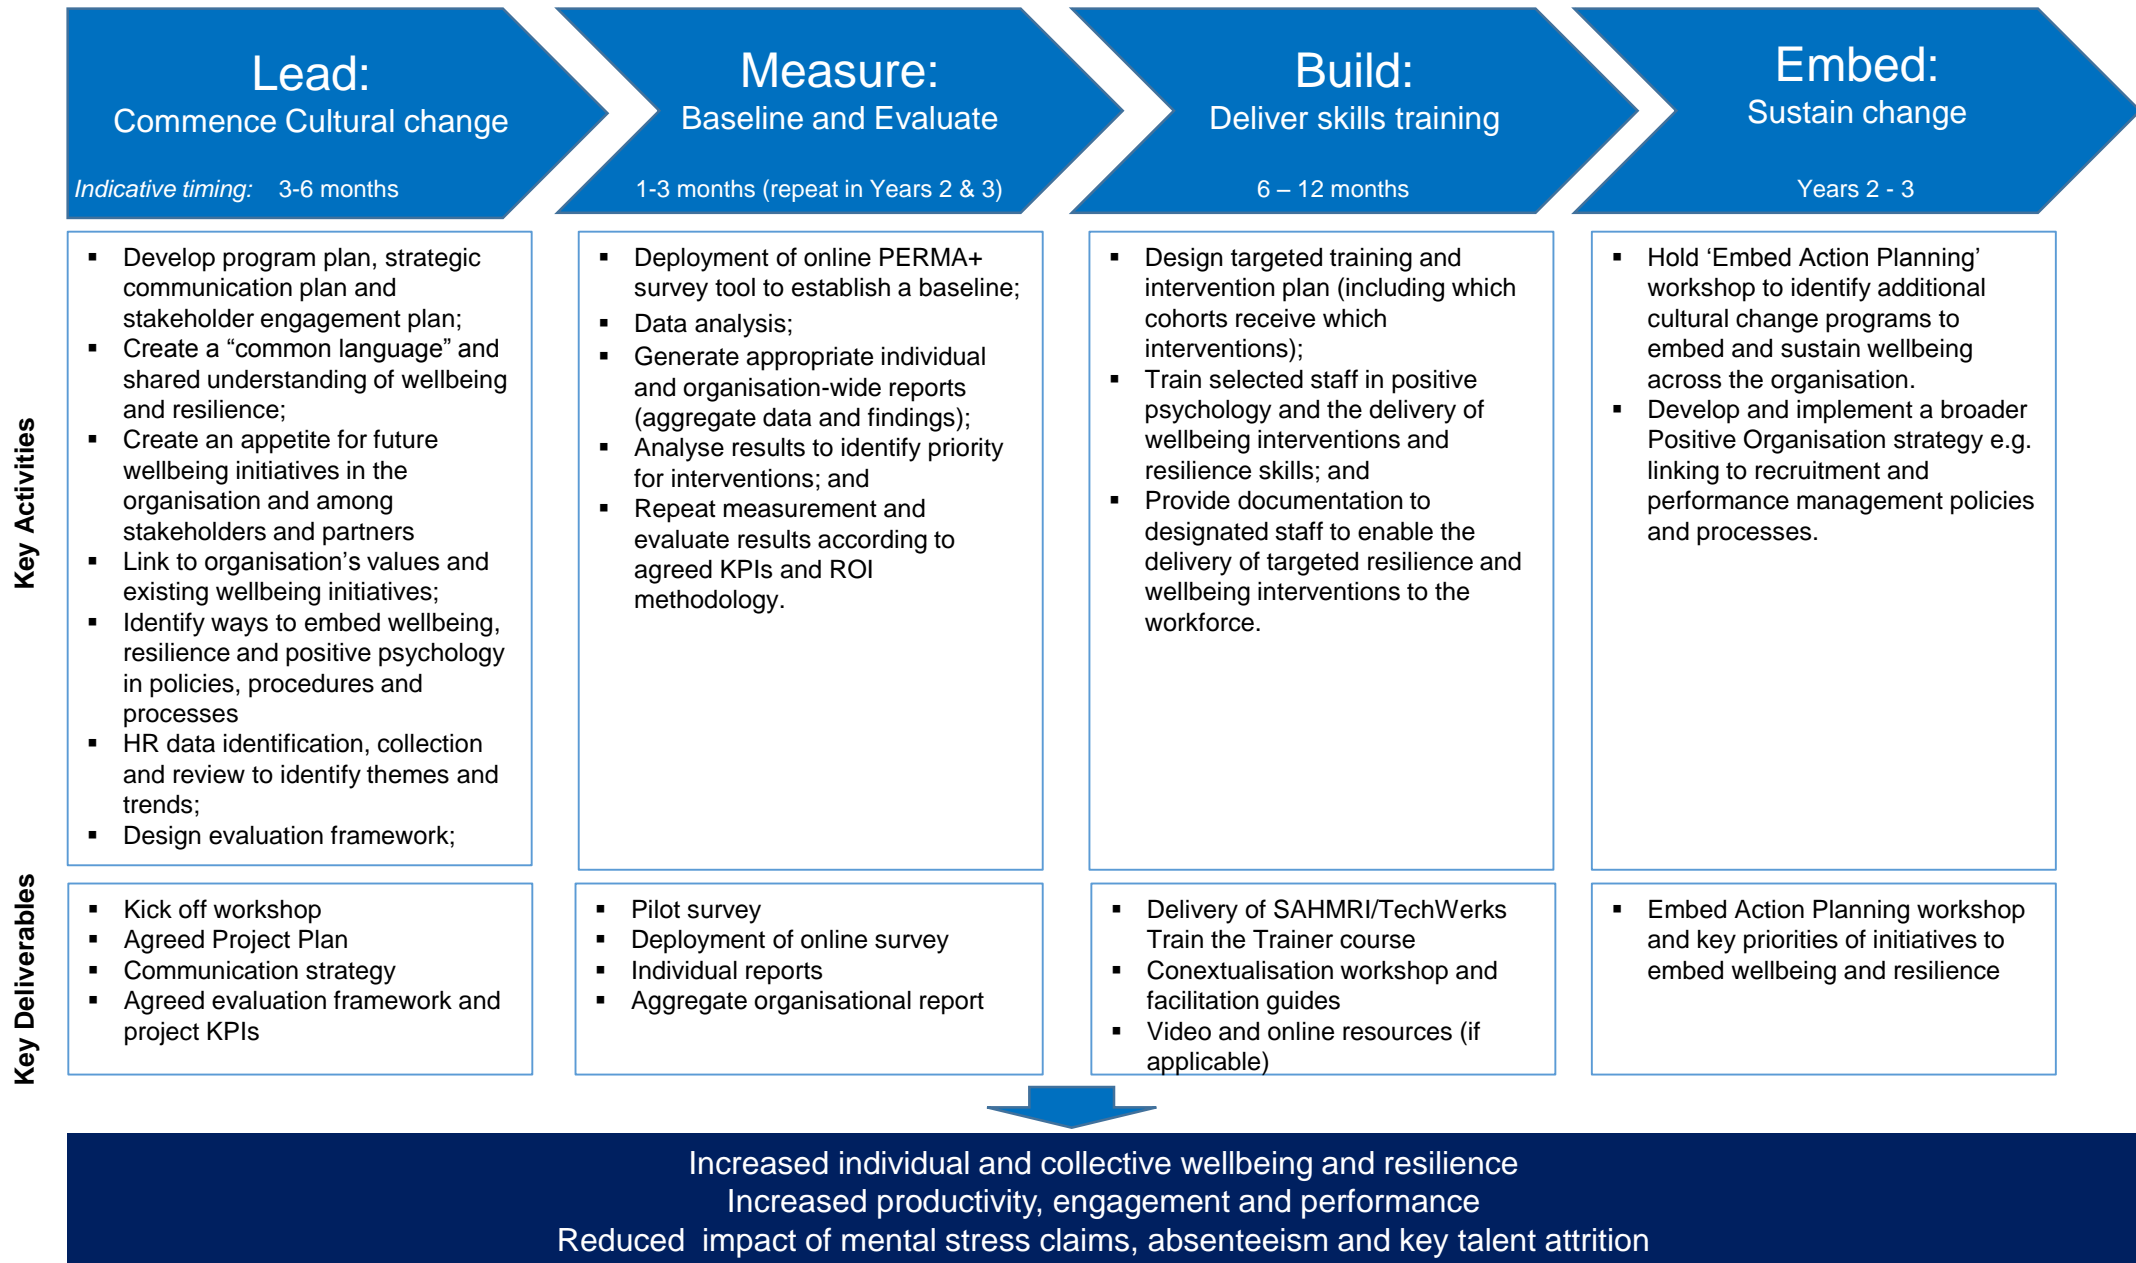 Lead:
Commence Cultural change
Indicative timing: 3-6 months
Measure:
Baseline and Evaluate
1-3 months (repeat in Years 2 & 3)
Build:
Deliver skills training
6 – 12 months
Embed:
Sustain change
Years 2 - 3
Key Activities
▪ Develop program plan, strategic
communication plan and
stakeholder engagement plan;
▪ Create a “common language” and
shared understanding of wellbeing
and resilience;
▪ Create an appetite for future
wellbeing initiatives in the
organisation and among
stakeholders and partners
▪ Link to organisation’s values and
existing wellbeing initiatives;
▪ Identify ways to embed wellbeing,
resilience and positive psychology
in policies, procedures and
processes
▪ HR data identification, collection
and review to identify themes and
trends;
▪ Design evaluation framework;
▪ Deployment of online PERMA+
survey tool to establish a baseline;
▪ Data analysis;
▪ Generate appropriate individual
and organisation-wide reports
(aggregate data and findings);
▪ Analyse results to identify priority
for interventions; and
▪ Repeat measurement and
evaluate results according to
agreed KPIs and ROI
methodology.
▪ Design targeted training and
intervention plan (including which
cohorts receive which
interventions);
▪ Train selected staff in positive
psychology and the delivery of
wellbeing interventions and
resilience skills; and
▪ Provide documentation to
designated staff to enable the
delivery of targeted resilience and
wellbeing interventions to the
workforce.
▪ Hold ‘Embed Action Planning’
workshop to identify additional
cultural change programs to
embed and sustain wellbeing
across the organisation.
▪ Develop and implement a broader
Positive Organisation strategy e.g.
linking to recruitment and
performance management policies
and processes.
Key Deliverables
▪ Kick off workshop
▪ Agreed Project Plan
▪ Communication strategy
▪ Agreed evaluation framework and
project KPIs
▪ Pilot survey
▪ Deployment of online survey
▪ Individual reports
▪ Aggregate organisational report
▪ Delivery of SAHMRI/TechWerks
Train the Trainer course
▪ Conextualisation workshop and
facilitation guides
▪ Video and online resources (if
applicable)
▪ Embed Action Planning workshop
and key priorities of initiatives to
embed wellbeing and resilience
Increased individual and collective wellbeing and resilience
Increased productivity, engagement and performance
Reduced impact of mental stress claims, absenteeism and key talent attrition